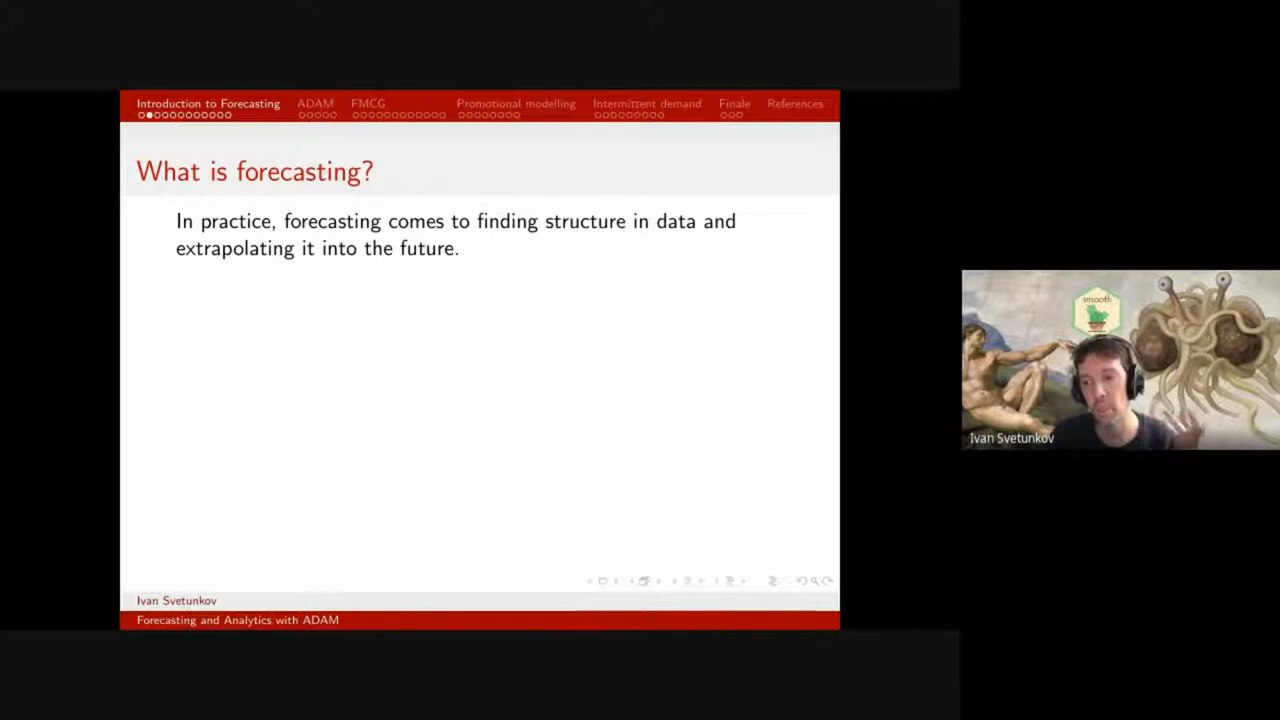 Introduction to Forecasting ADAM FMCG Promotional modelling Intermittent demand Finale References
What is forecasting?
In practice, forecasting comes to finding structure in data and
extrapolating it into the future.
smooth
Ivan Svetunkov
Ivan Svetunkov
Forecasting and Analytics with ADAM